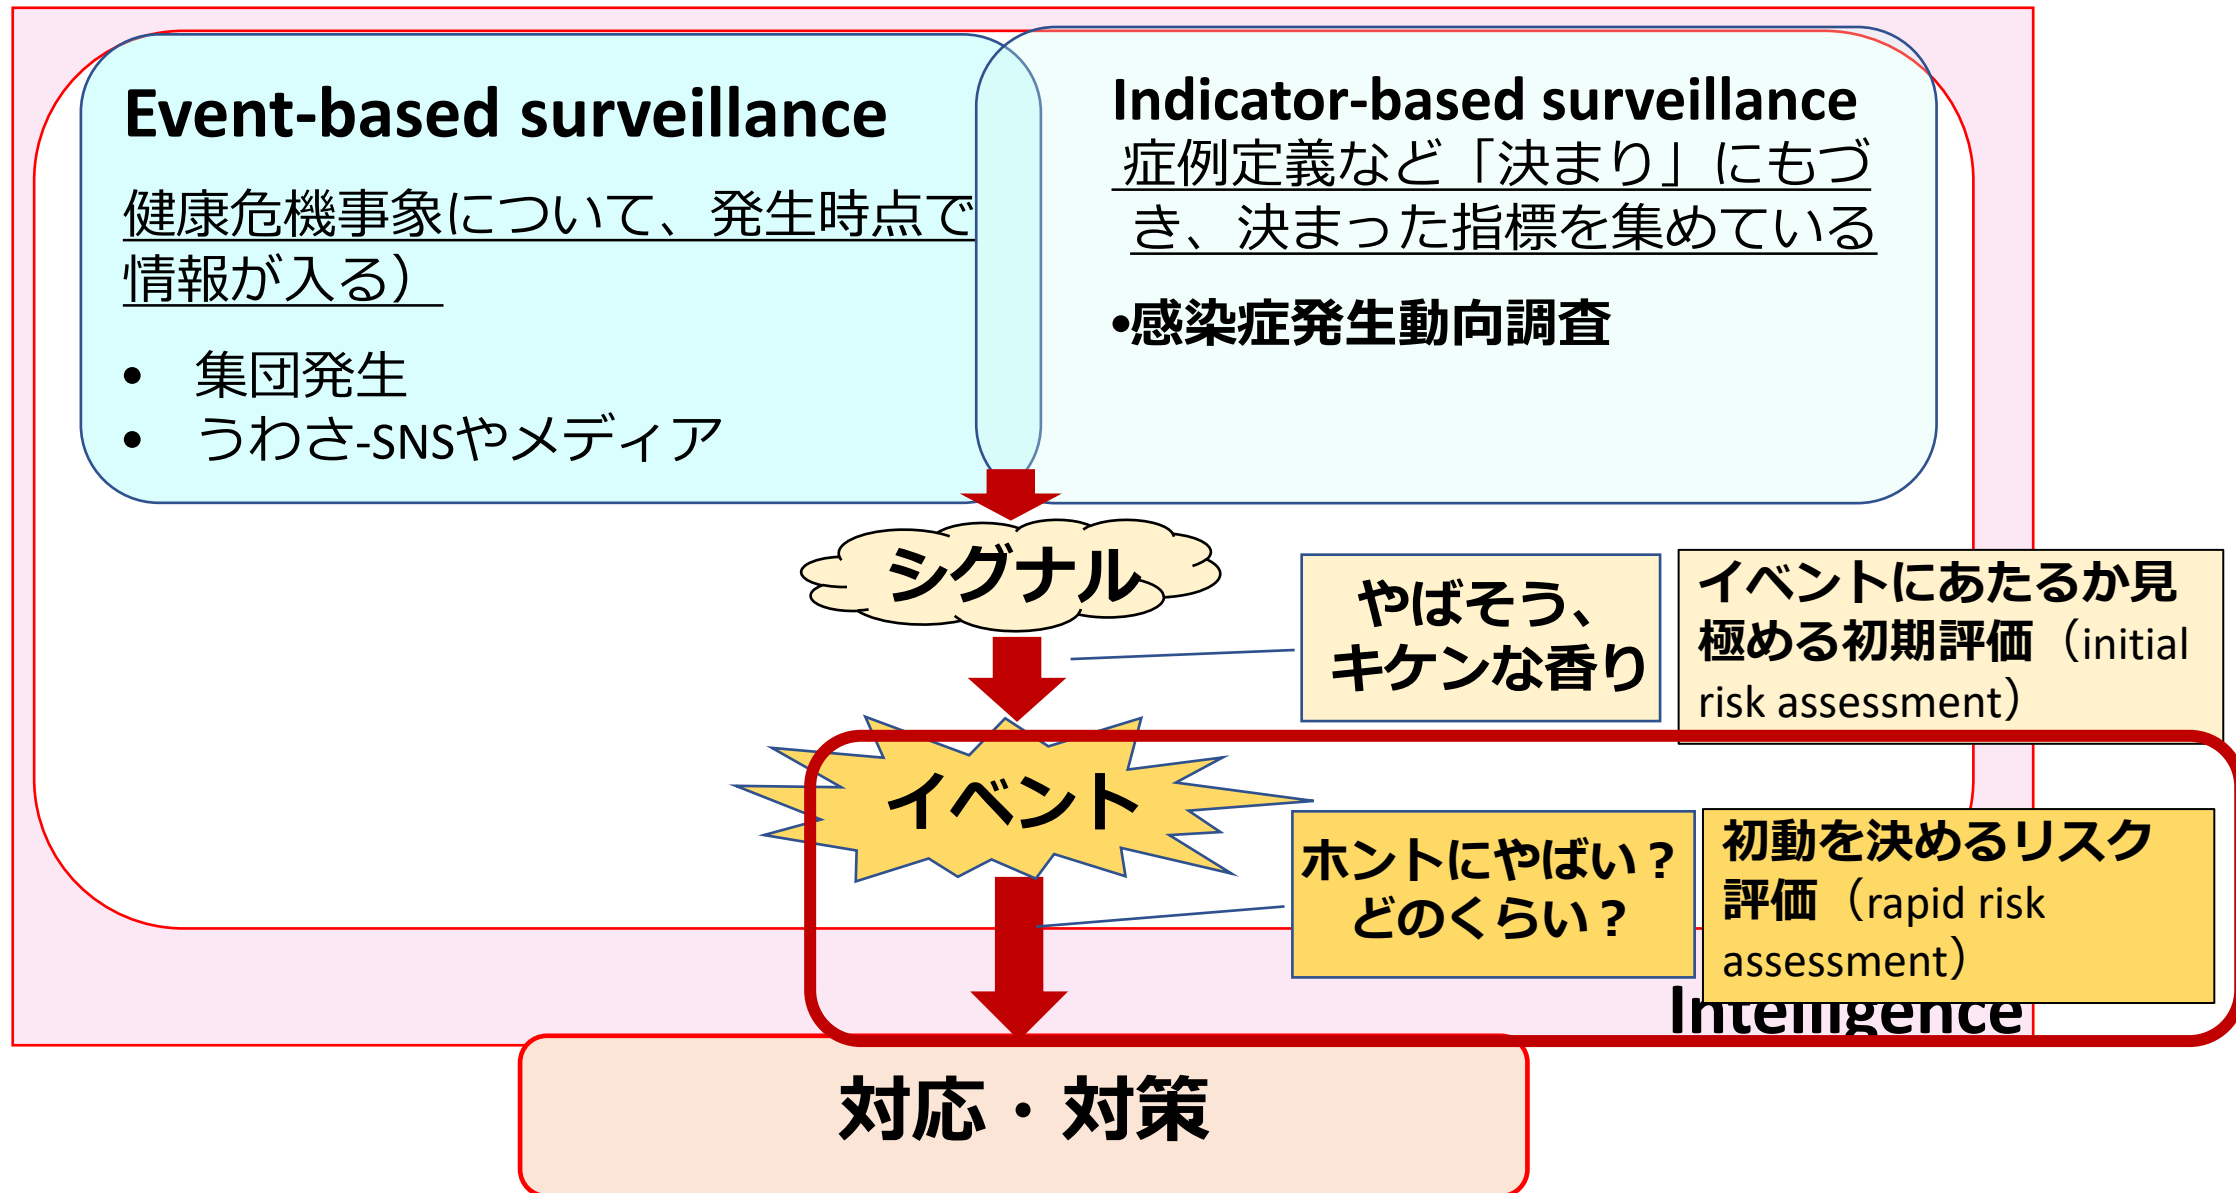 Event-based surveillance
健康危機事象について、発生時点で
情報が入る）
• 集団発生
• うわさ-SNSやメディア
Indicator-based surveillance
症例定義など「決まり」にもづ
き、決まった指標を集めている
•感染症発生動向調査
シグナル
やばそう、
キケンな香り
イベントにあたるか見
極める初期評価（initial
risk assessment）
イベント
ホントにやばい？
どのくらい？
初動を決めるリスク
評価（rapid risk
assessment）
Intelligence
対応・対策